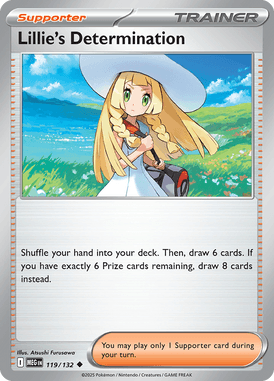 Supporter
TRAINER
Lillie's Determination
Shuffle your hand into your deck. Then, draw 6 cards. If
you have exactly 6 Prize cards remaining, draw 8 cards
instead.
Illus. Atsushi Furusawa
I MEG EN 119/132
You may play only 1 Supporter card during
your turn.
©2025 Pokémon / Nintendo / Creatures / GAME FREAK